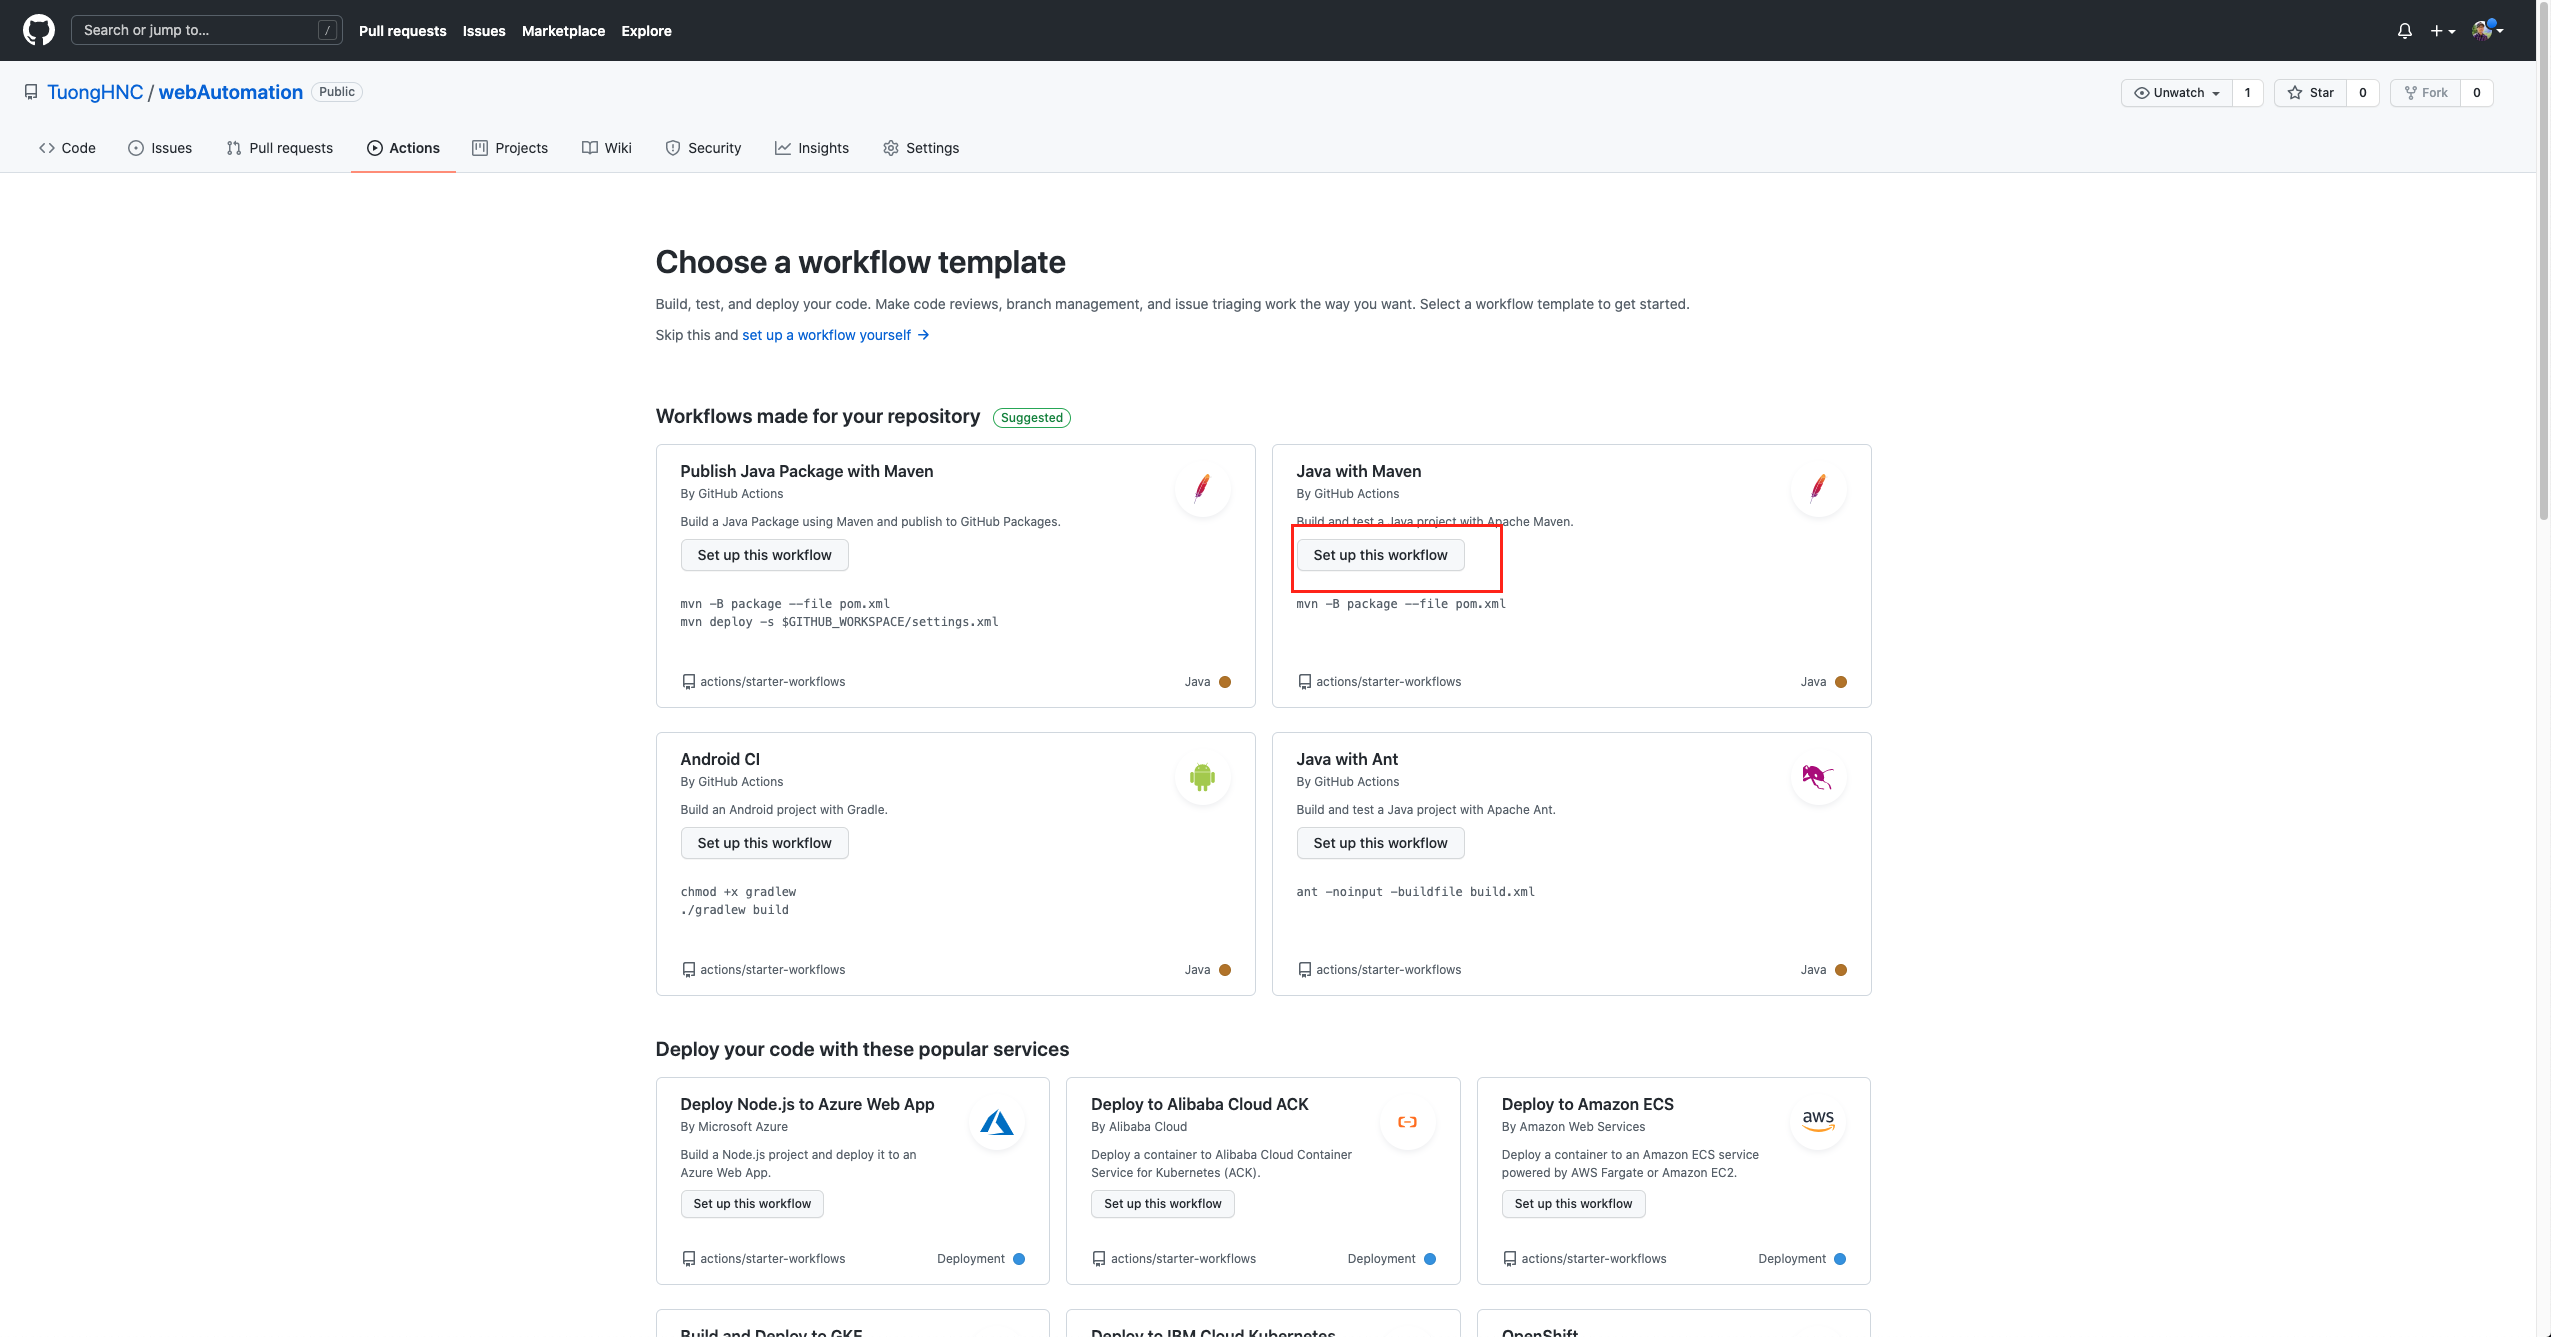 Search or jump to... /
Pull requests Issues Marketplace Explore
TuongHNC / webAutomation Public
Unwatch 1 Star 0 Fork 0
Code Issues Pull requests Actions Projects Wiki Security Insights Settings
Choose a workflow template
Build, test, and deploy your code. Make code reviews, branch management, and issue triaging work the way you want. Select a workflow template to get started.
Skip this and set up a workflow yourself →
Workflows made for your repository Suggested
Publish Java Package with Maven
By GitHub Actions
Build a Java Package using Maven and publish to GitHub Packages.
Set up this workflow
mvn -B package --file pom.xml
mvn deploy -s $GITHUB_WORKSPACE/settings.xml
actions/starter-workflows Java
Java with Maven
By GitHub Actions
Build and test a Java project with Apache Maven.
Set up this workflow
mvn -B package --file pom.xml
actions/starter-workflows Java
Android CI
By GitHub Actions
Build an Android project with Gradle.
Set up this workflow
chmod +x gradlew
./gradlew build
actions/starter-workflows Java
Java with Ant
By GitHub Actions
Build and test a Java project with Apache Ant.
Set up this workflow
ant -noinput -buildfile build.xml
actions/starter-workflows Java
Deploy your code with these popular services
Deploy Node.js to Azure Web App
By Microsoft Azure
Build a Node.js project and deploy it to an
Azure Web App.
Set up this workflow
actions/starter-workflows Deployment
Deploy to Alibaba Cloud ACK
By Alibaba Cloud
Deploy a container to Alibaba Cloud Container
Service for Kubernetes (ACK).
Set up this workflow
actions/starter-workflows Deployment
Deploy to Amazon ECS
By Amazon Web Services
aws
Deploy a container to an Amazon ECS service
powered by AWS Fargate or Amazon EC2.
Set up this workflow
actions/starter-workflows Deployment
Build and Deploy to GKE
Deploy to IBM Cloud Kubernetes
OpenShift